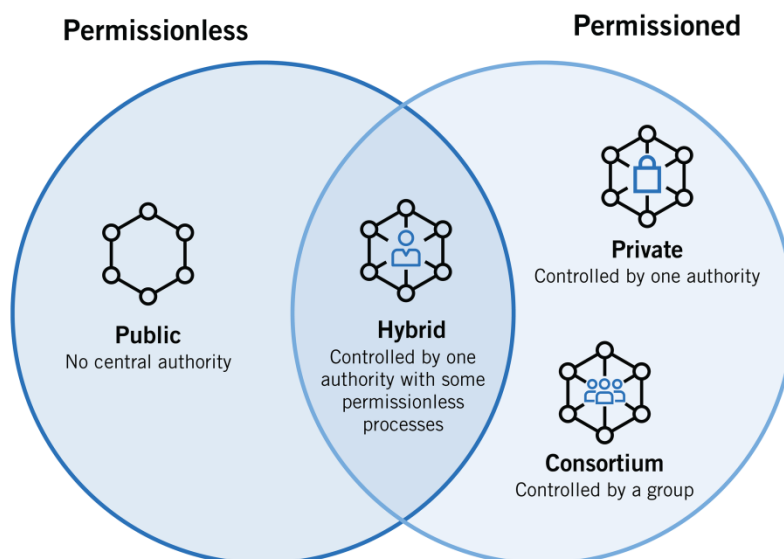 Permissionless
Permissioned
Public
No central authority
Hybrid
Controlled by one
authority with some
permissionless
processes
Private
Controlled by one authority
Consortium
Controlled by a group